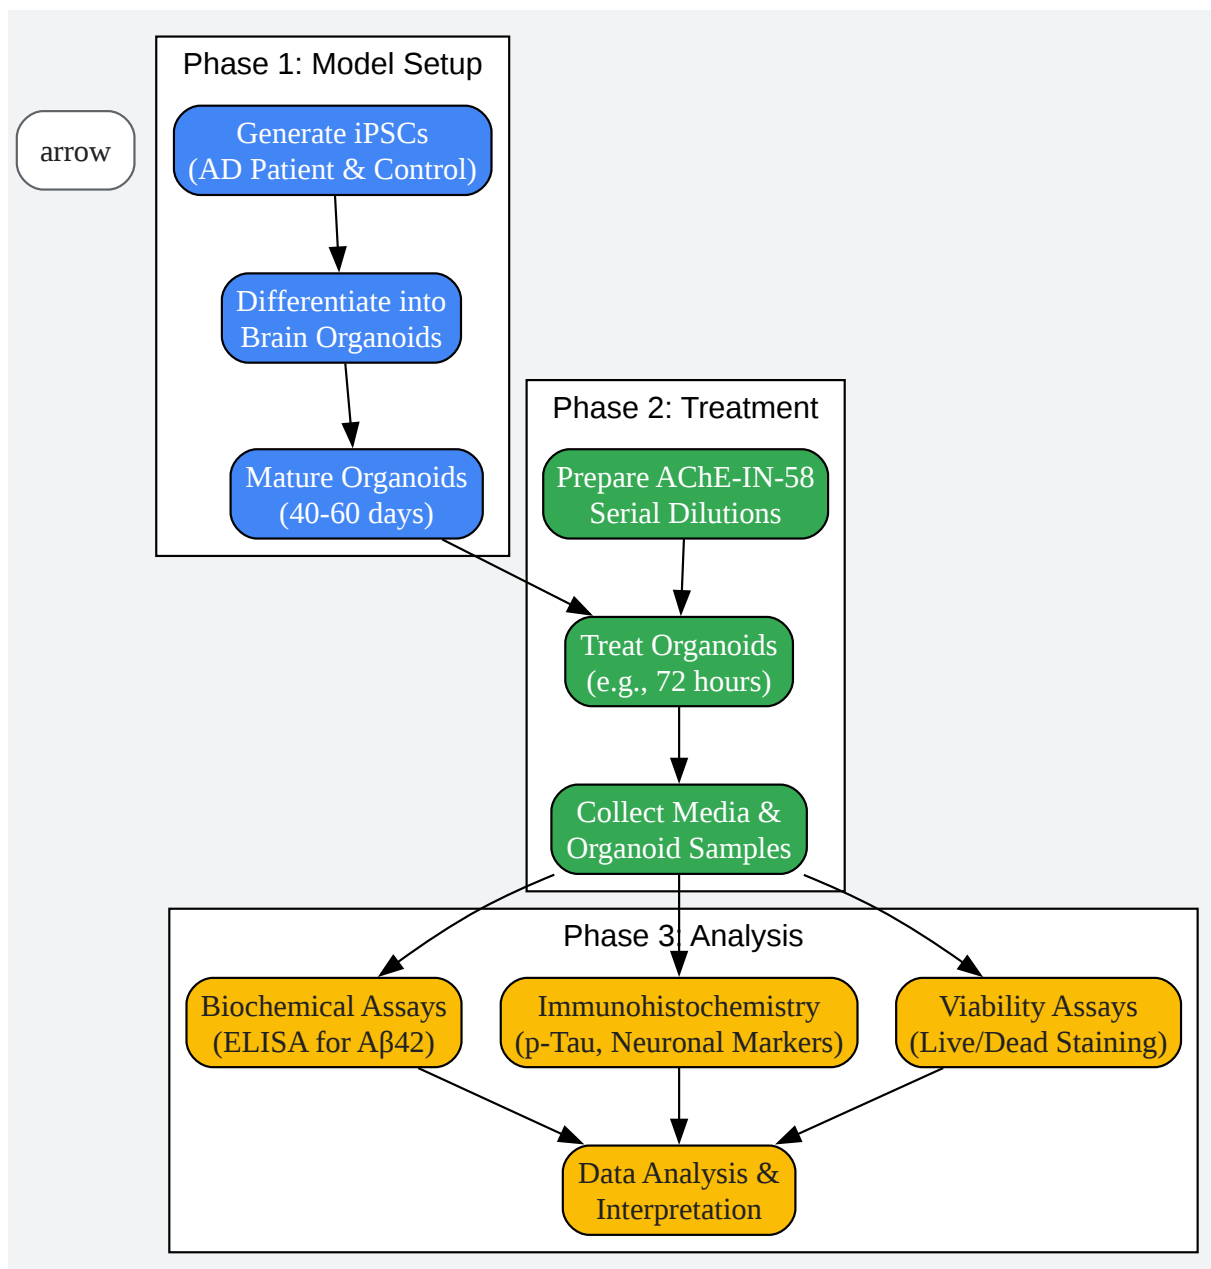 Phase 1: Model Setup
arrow
Generate iPSCs
(AD Patient & Control)
Differentiate into
Brain Organoids
Mature Organoids
(40-60 days)
Phase 2: Treatment
Prepare AChE-IN-58
Serial Dilutions
Treat Organoids
(e.g., 72 hours)
Collect Media &
Organoid Samples
Phase 3: Analysis
Biochemical Assays
(ELISA for Aβ42)
Immunohistochemistry
(p-Tau, Neuronal Markers)
Viability Assays
(Live/Dead Staining)
Data Analysis &
Interpretation